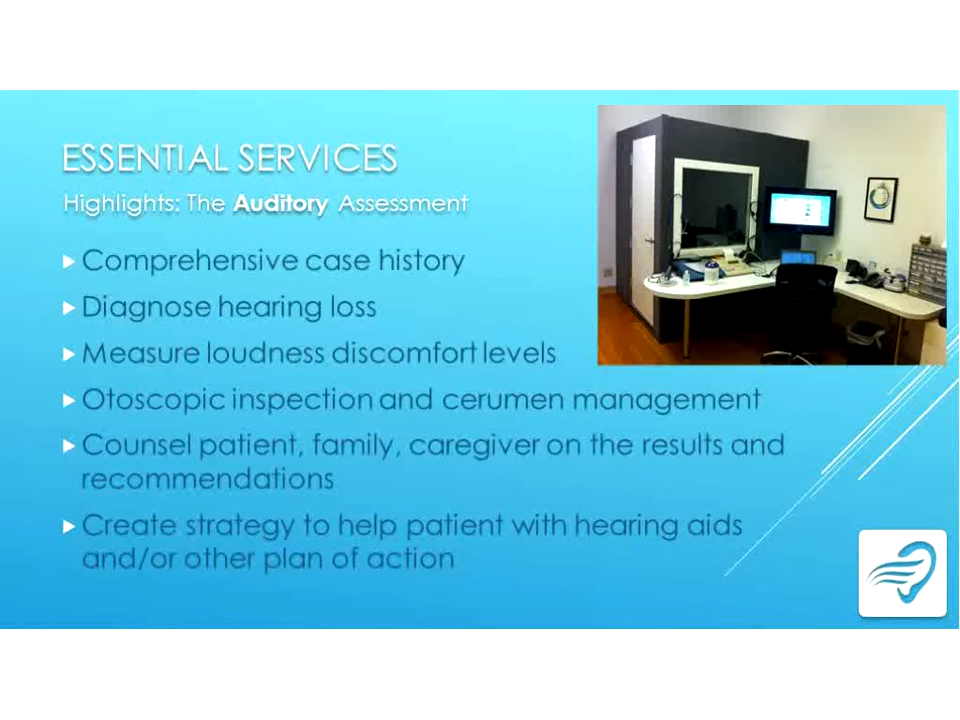 ESSENTIAL SERVICES
Highlights: The Auditory Assessment
Comprehensive case history
Diagnose hearing loss
Measure loudness discomfort levels
Otoscopic inspection and cerumen management
Counsel patient, family, caregiver on the results and
recommendations
Create strategy to help patient with hearing aids
and/or other plan of action